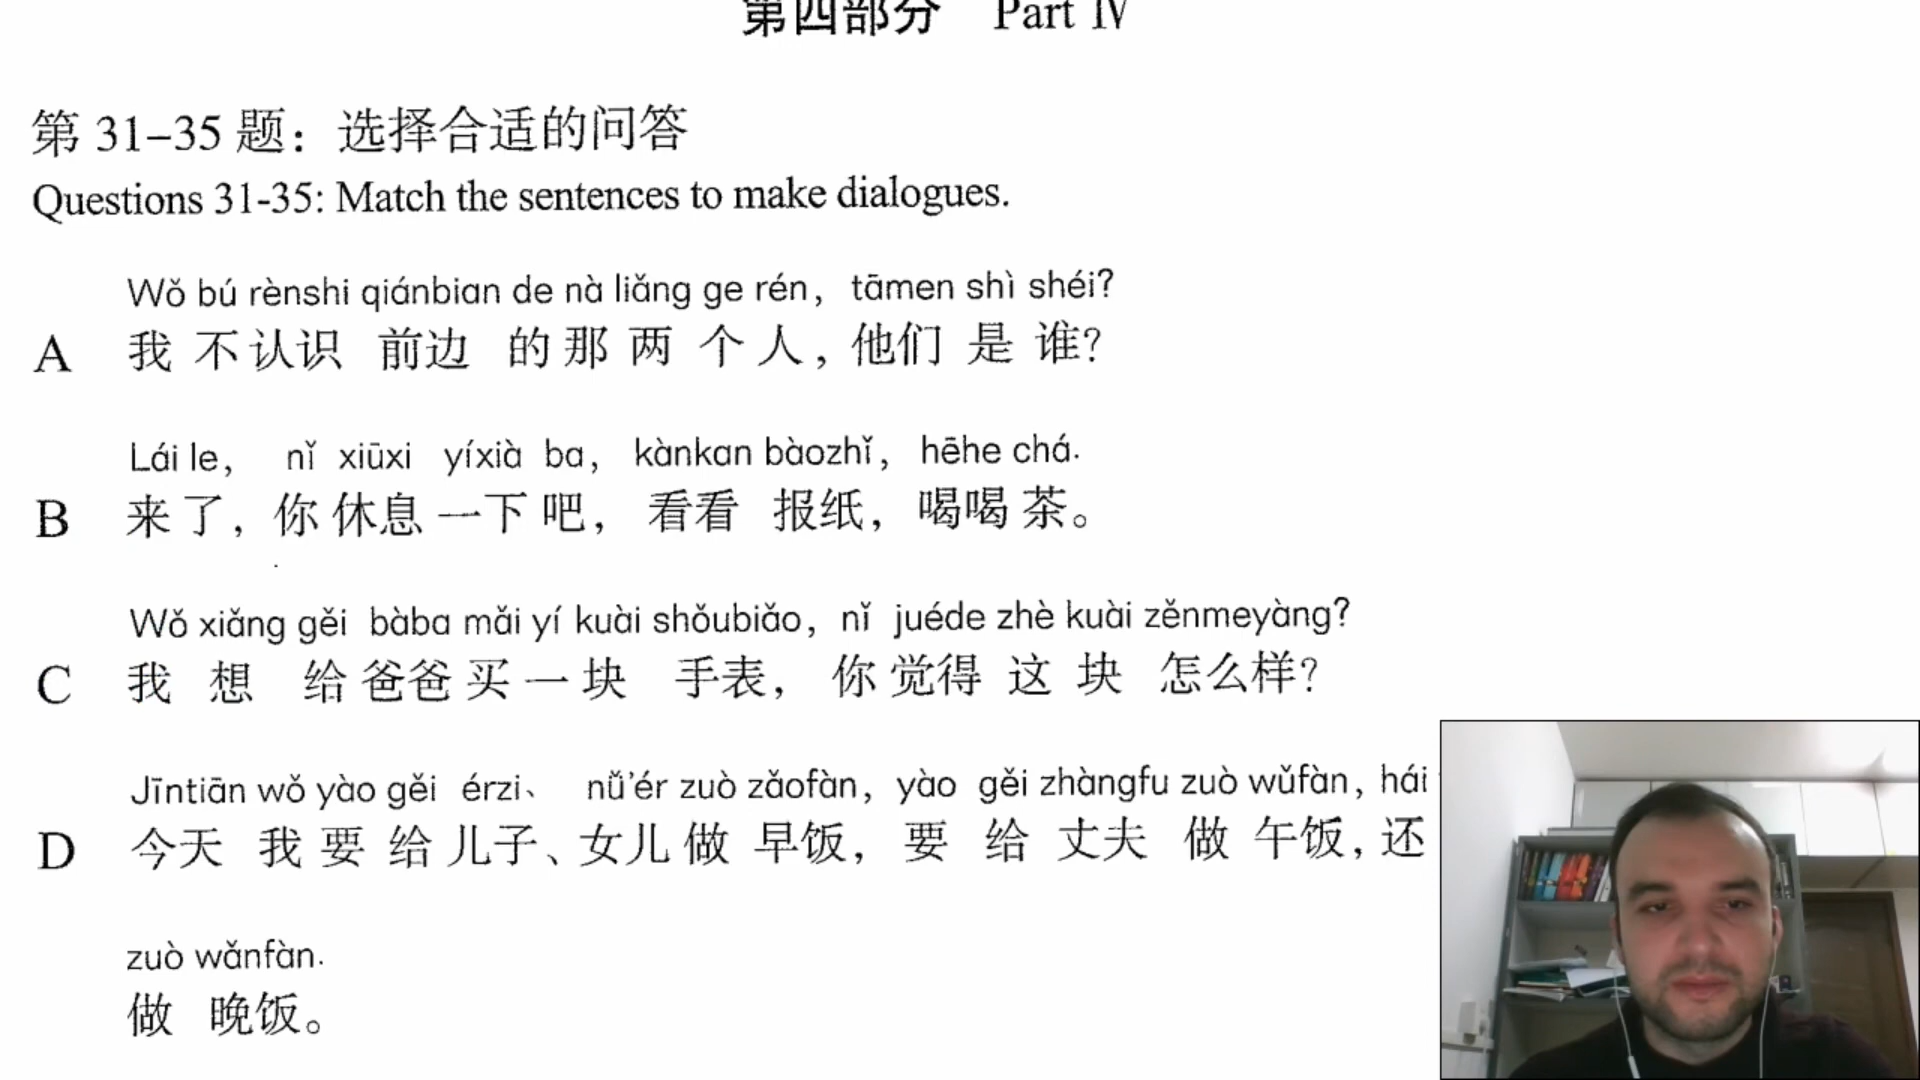 第四部分 Part Ⅳ
第 31–35 题：选择合适的问答
Questions 31-35: Match the sentences to make dialogues.
Wǒ bú rènshi qiánbian de nà liǎng ge rén, tāmen shì shéi?
A 我 不 认识 前边 的 那 两 个 人，他们 是 谁？
Lái le, nǐ xiūxi yíxià ba, kànkan bàozhǐ, hēhe chá.
B 来 了，你 休息 一下 吧，看看 报纸，喝喝 茶。
Wǒ xiǎng gěi bàba mǎi yí kuài shǒubiǎo, nǐ juéde zhè kuài zěnmeyàng?
C 我 想 给 爸爸 买 一 块 手表，你 觉得 这 块 怎么样？
Jīntiān wǒ yào gěi érzi、 nǚ'ér zuò zǎofàn, yào gěi zhàngfu zuò wǔfàn, hái
D 今天 我 要 给 儿子、女儿 做 早饭，要 给 丈夫 做 午饭，还
zuò wǎnfàn.
做 晚饭。